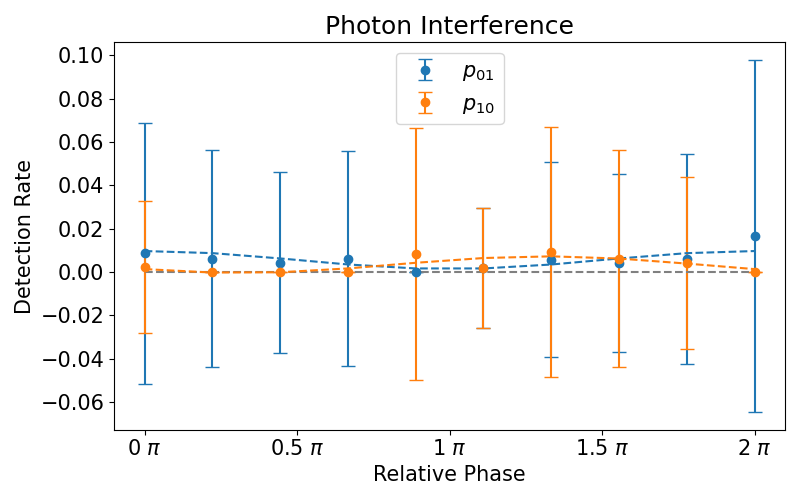 Photon Interference
p01
p10
Detection Rate
0.10
0.08
0.06
0.04
0.02
0.00
−0.02
−0.04
−0.06
0 π
0.5 π
1 π
1.5 π
2 π
Relative Phase